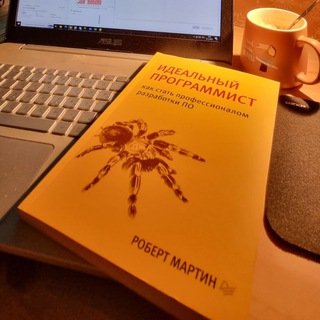 ИДЕАЛЬНЫЙ
ПРОГРАММИСТ
как стать профессионалом
разработки ПО
РОБЕРТ МАРТИН